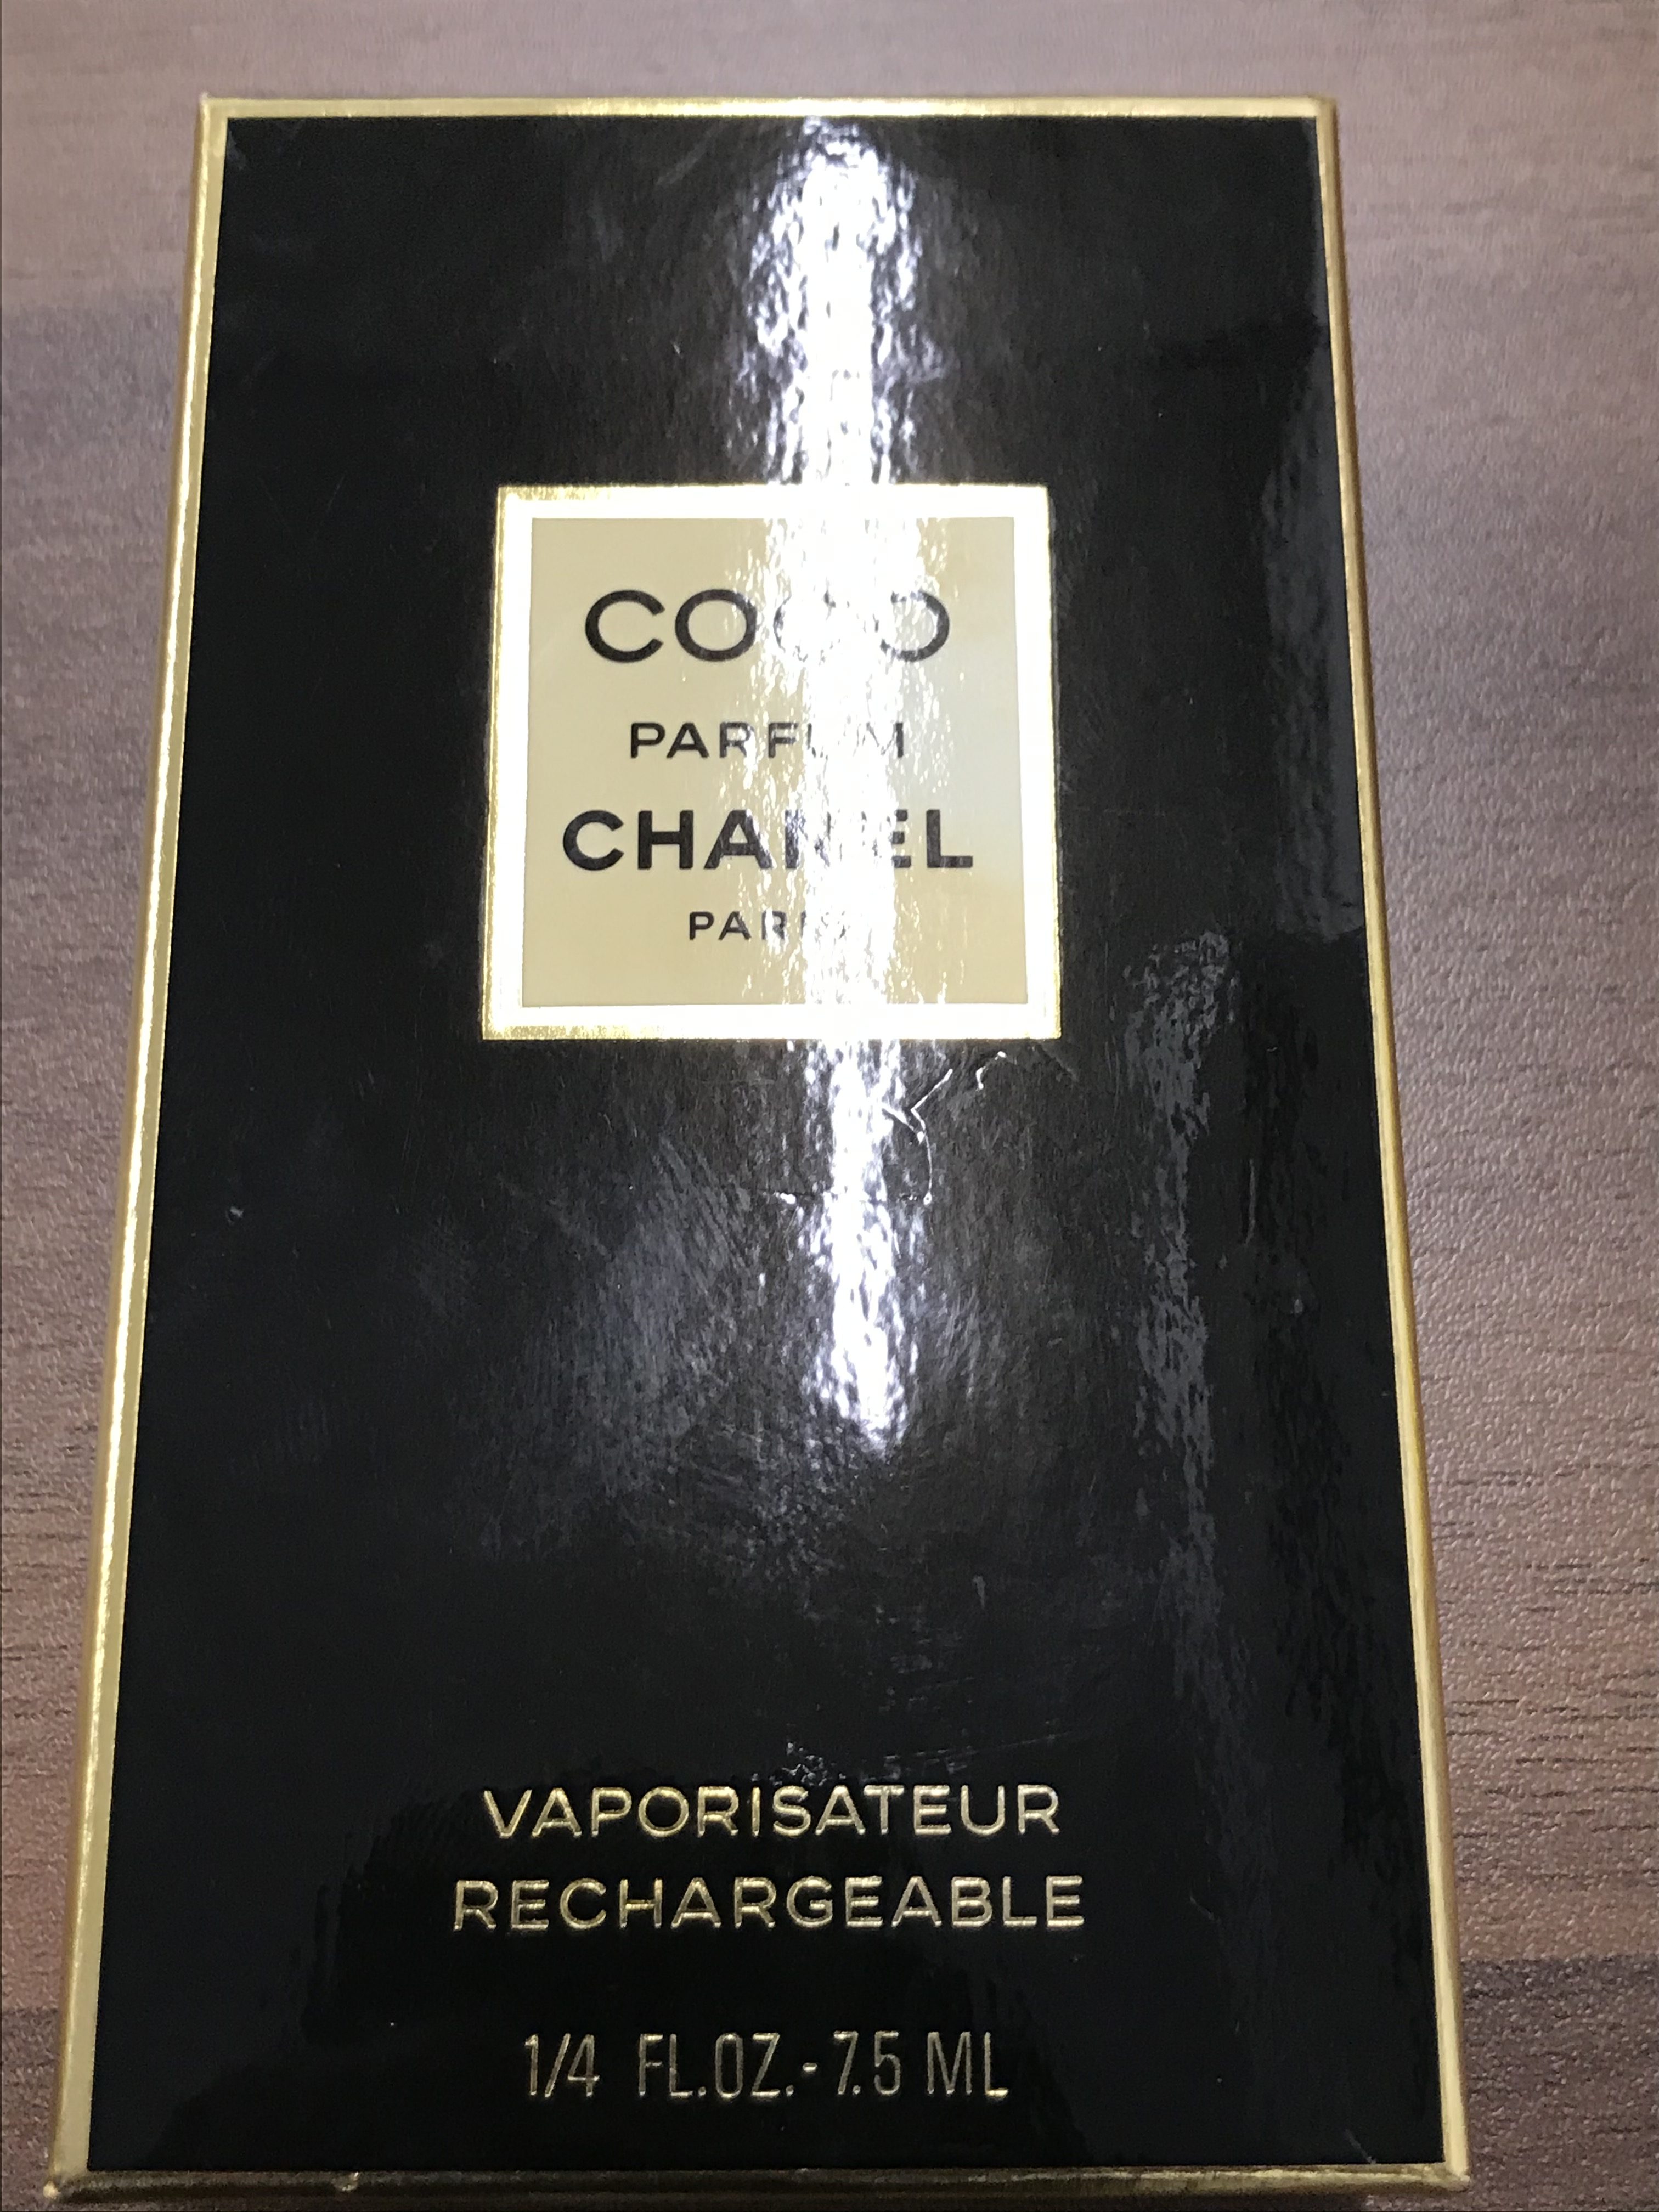 COCO
PARFUM
CHANEL
PARIS
VAPORISATEUR
RECHARGEABLE
1/4 FL.OZ.-7.5 ML